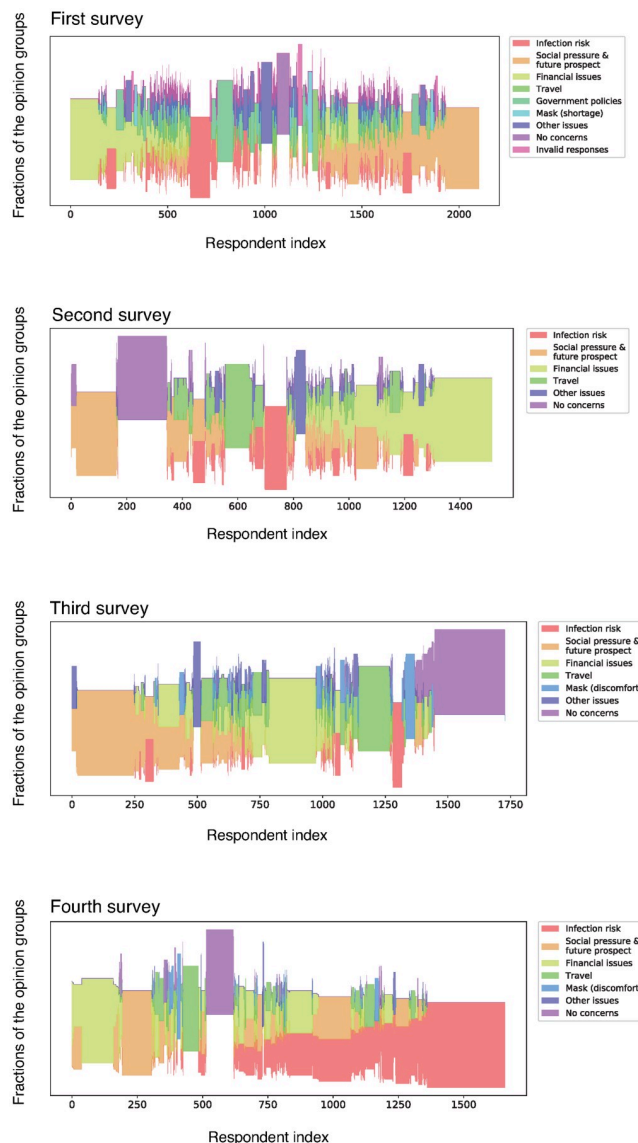 First survey
Fractions of the opinion groups
Infection risk
Social pressure &
future prospect
Financial issues
Travel
Government policies
Mask (shortage)
Other issues
No concerns
Invalid responses
0 500 1000 1500 2000
Respondent index
Second survey
Fractions of the opinion groups
Infection risk
Social pressure &
future prospect
Financial issues
Travel
Other issues
No concerns
0 200 400 600 800 1000 1200 1400
Respondent index
Third survey
Fractions of the opinion groups
Infection risk
Social pressure &
future prospect
Financial issues
Travel
Mask (discomfort
Other issues
No concerns
0 250 500 750 1000 1250 1500 1750
Respondent index
Fourth survey
Fractions of the opinion groups
Infection risk
Social pressure &
future prospect
Financial issues
Travel
Mask (discomfort
Other issues
No concerns
0 250 500 750 1000 1250 1500
Respondent index